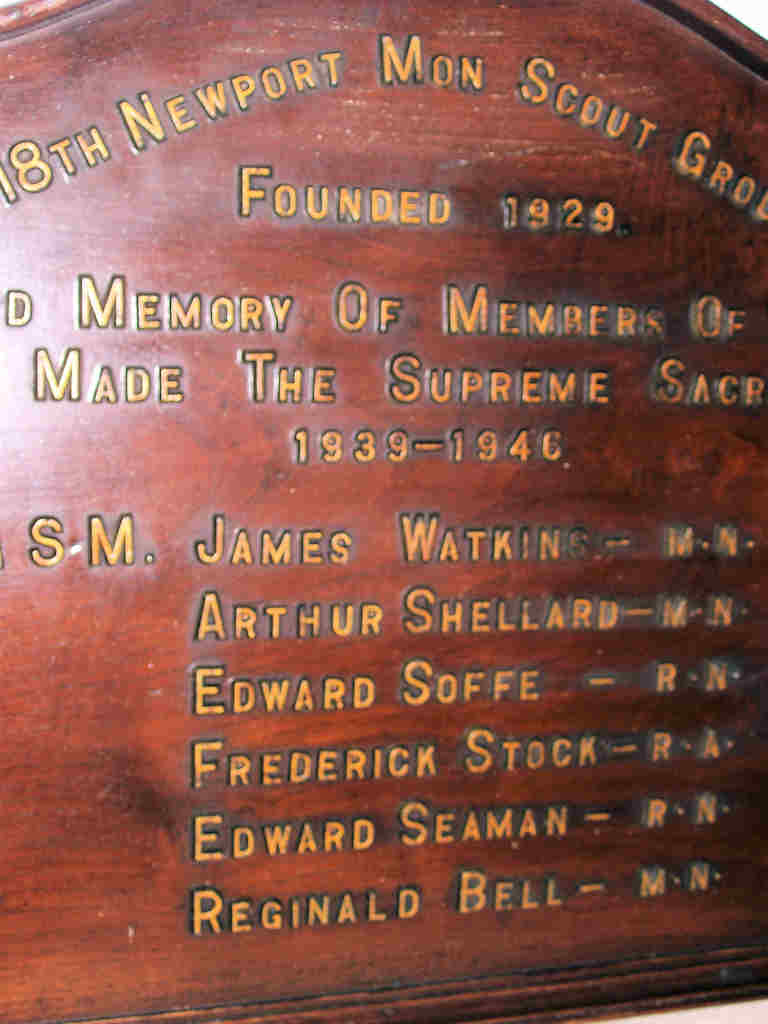 18TH NEWPORT MON SCOUT GROU
FOUNDED 1929.
D MEMORY OF MEMBERS OF
MADE THE SUPREME SACR
1939-1946
S.M. JAMES WATKINS - M.N.
ARTHUR SHELLARD - M.N.
EDWARD SOFFE - R.N.
FREDERICK STOCK - R.A.
EDWARD SEAMAN - R.N.
REGINALD BELL - M.N.